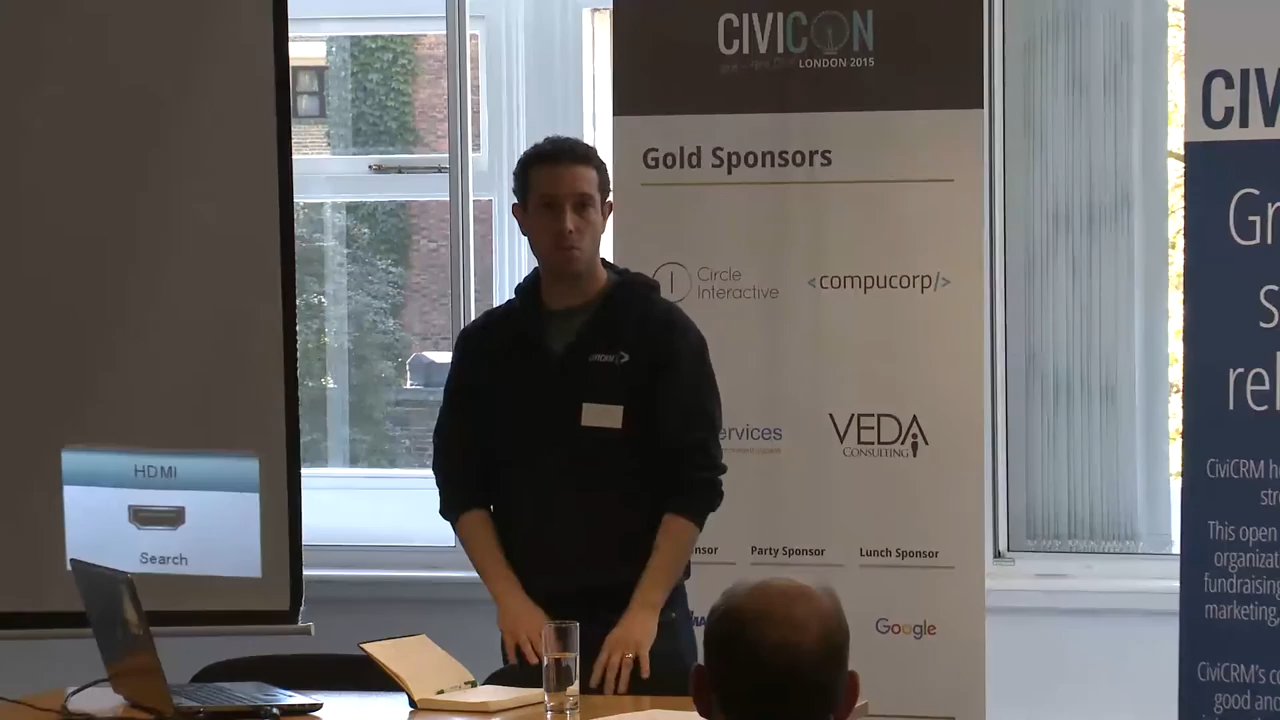 CIVICON
LONDON 2015
Gold Sponsors
Circle
Interactive
<compucorp/>
ervices
VEDA
CONSULTING
nsor
Party Sponsor
Lunch Sponsor
Google
HDMI
Search
CIV
Gr
s
rel
CiviCRM h
str
This open
organizat
fundraising
marketing,
CiviCRM's c
good and